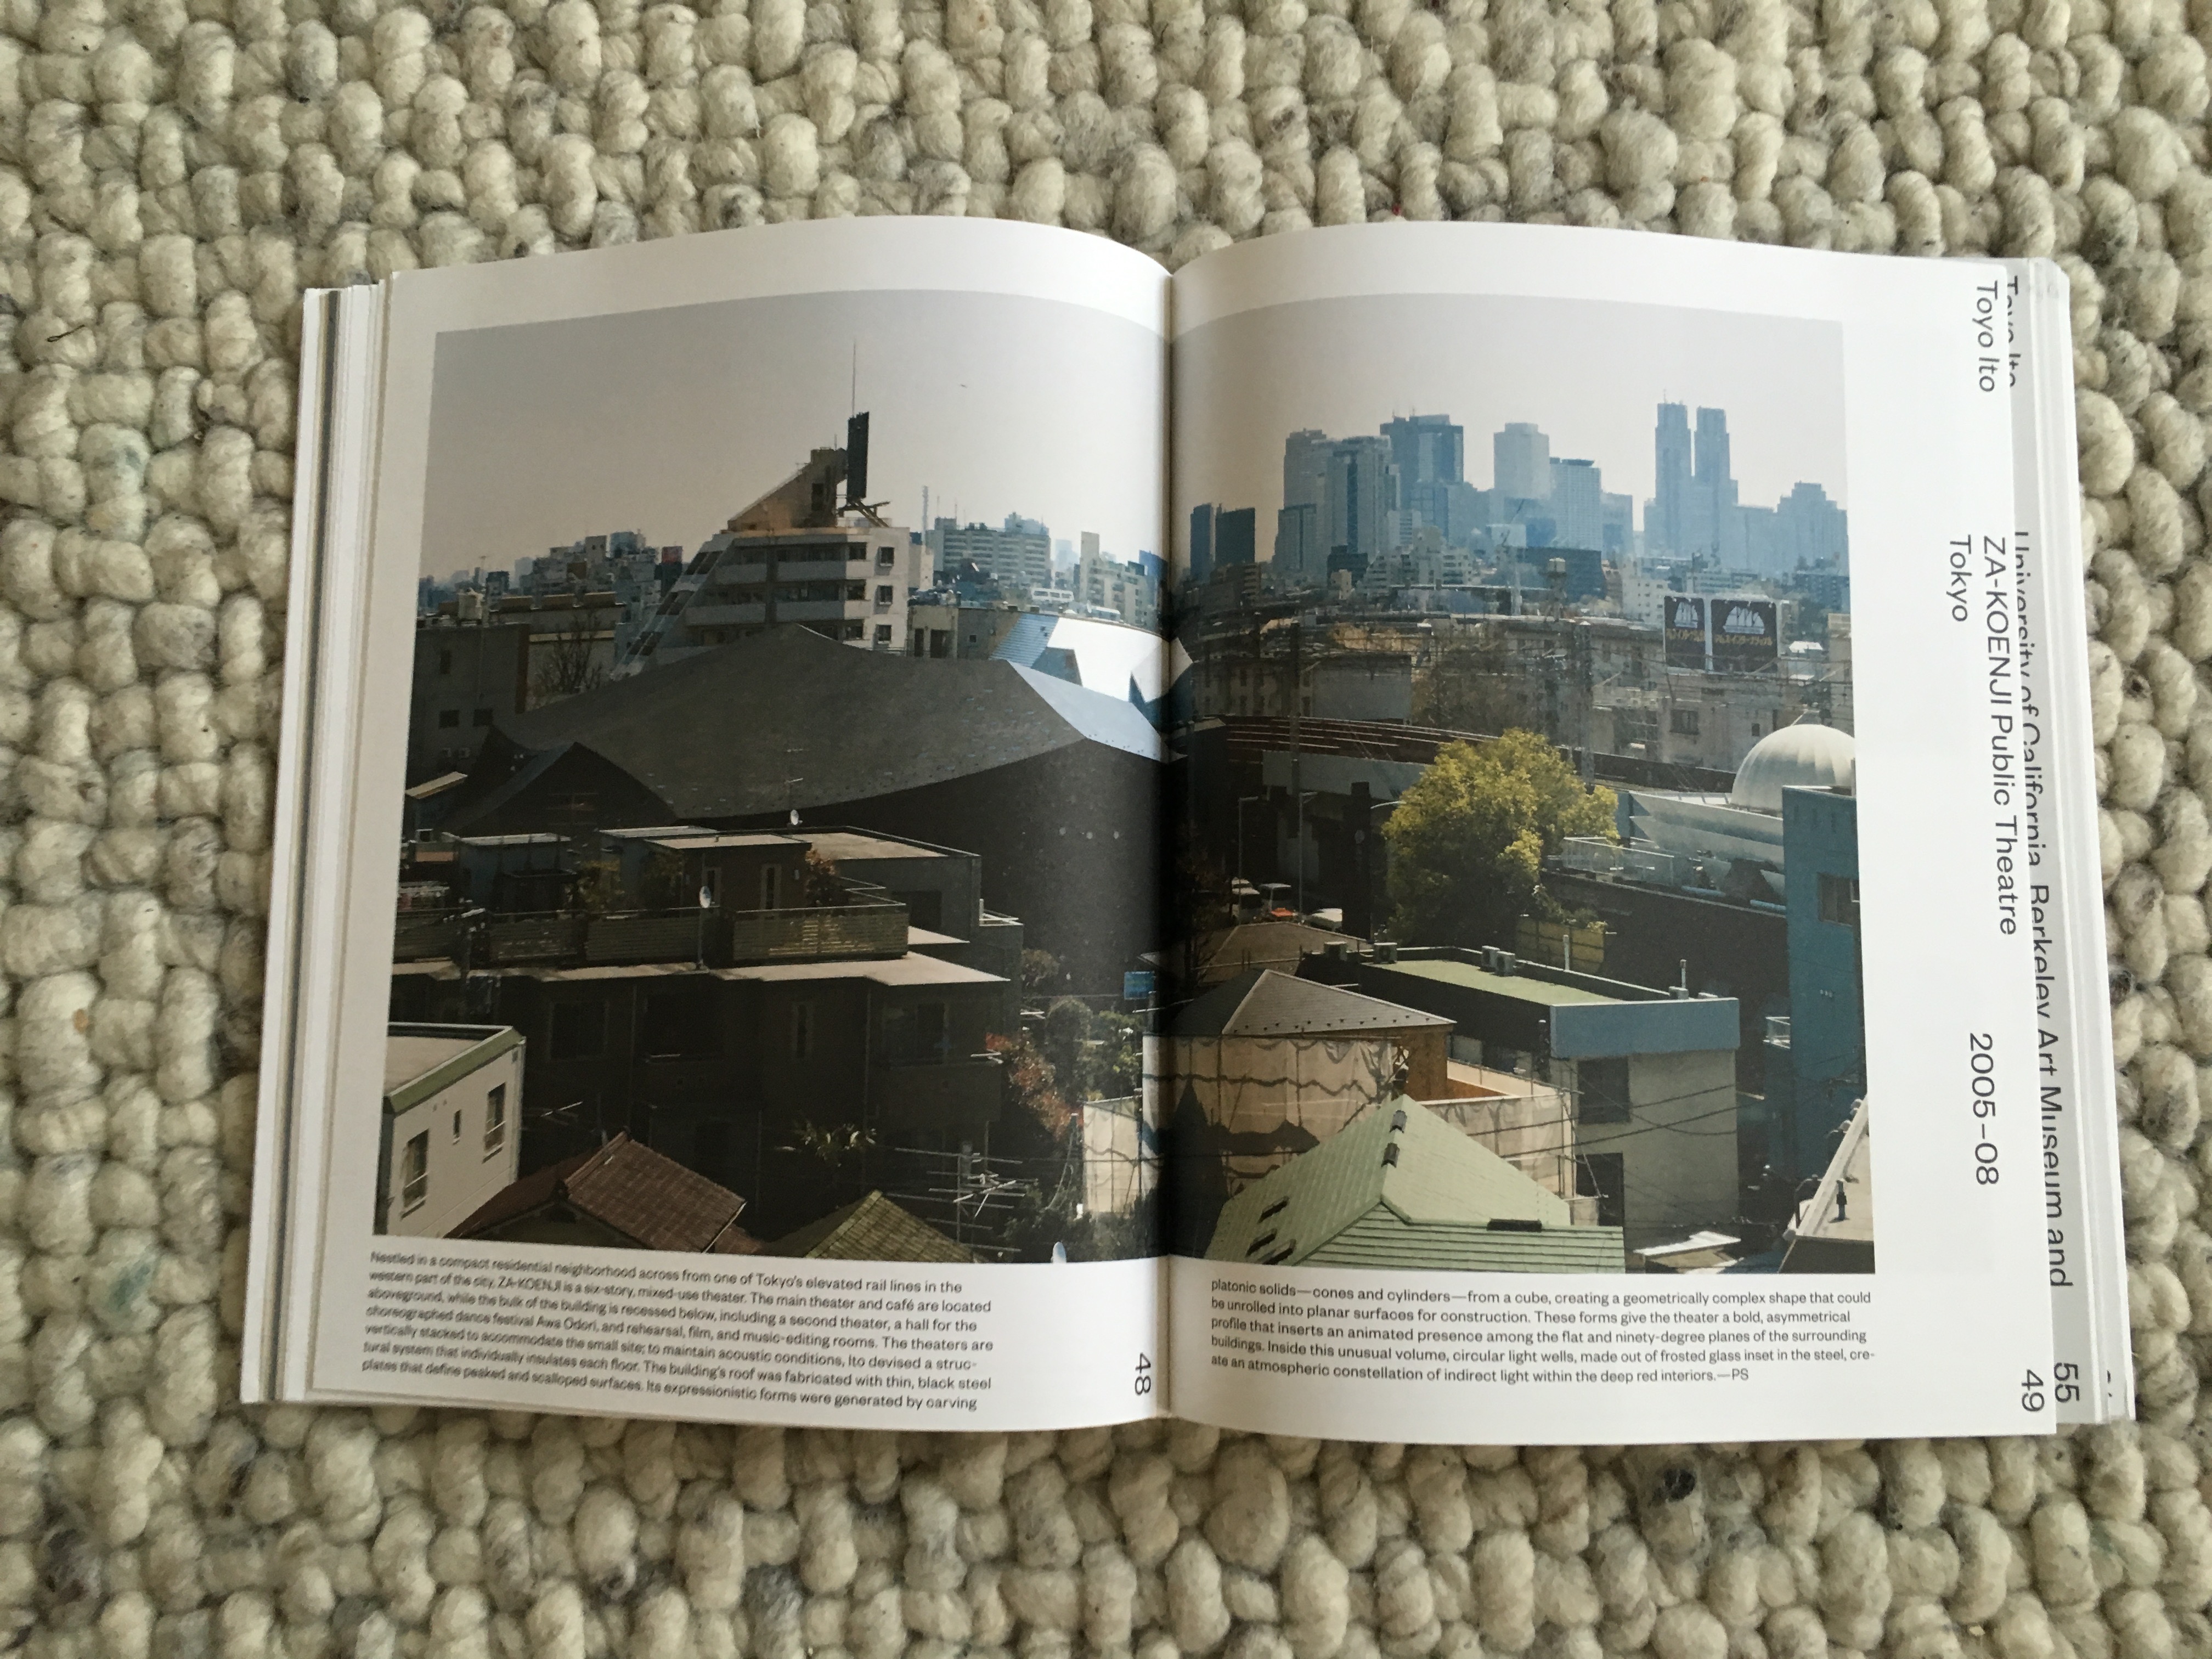 Nestled in a compact residential neighborhood across from one of Tokyo's elevated rail lines in the
western part of the city, ZA-KOENJI is a six-story, mixed-use theater. The main theater and café are located
aboveground, while the bulk of the building is recessed below, including a second theater, a hall for the
choreographed dance festival Awa Odori, and rehearsal, film, and music-editing rooms. The theaters are
vertically stacked to accommodate the small site; to maintain acoustic conditions, Ito devised a struc-
tural system that individually insulates each floor. The building's roof was fabricated with thin, black steel
plates that define peaked and scalloped surfaces. Its expressionistic forms were generated by carving
48
platonic solids—cones and cylinders—from a cube, creating a geometrically complex shape that could
be unrolled into planar surfaces for construction. These forms give the theater a bold, asymmetrical
profile that inserts an animated presence among the flat and ninety-degree planes of the surrounding
buildings. Inside this unusual volume, circular light wells, made out of frosted glass inset in the steel, cre-
ate an atmospheric constellation of indirect light within the deep red interiors.—PS
Toyo Ito
ZA-KOENJI Public Theatre
Tokyo
2005–08
49
Toyo Ito
University of California, Berkeley Art Museum and
55